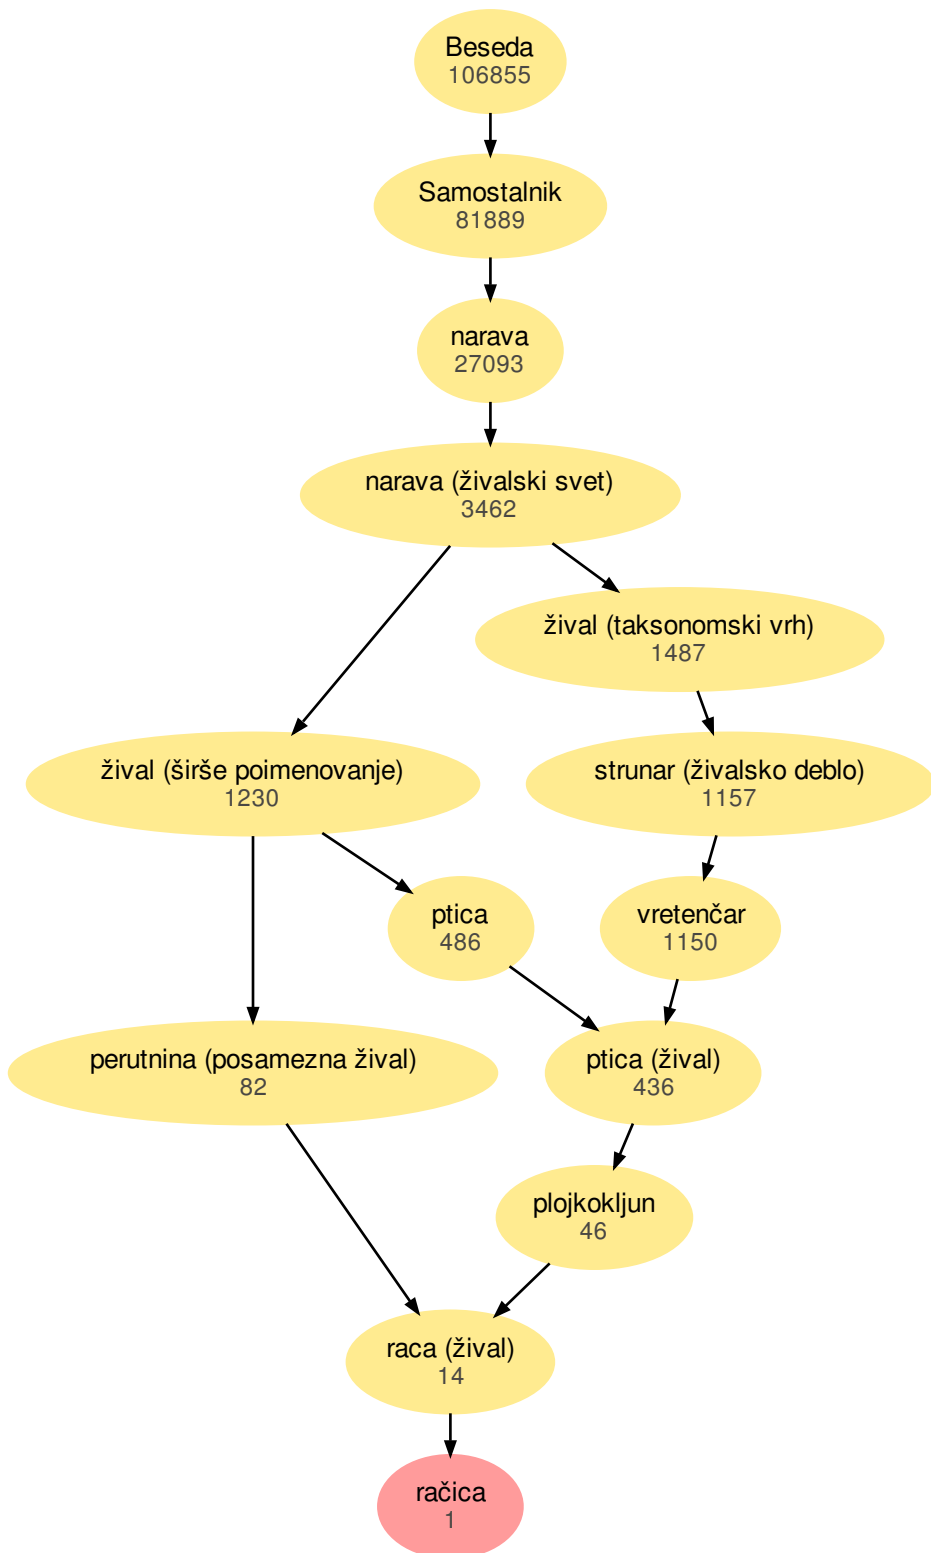 Beseda
106855
Samostalnik
81889
narava
27093
narava (živalski svet)
3462
žival (taksonomski vrh)
1487
žival (širše poimenovanje)
1230
strunar (živalsko deblo)
1157
ptica
486
vretenčar
1150
perutnina (posamezna žival)
82
ptica (žival)
436
plojkokljun
46
raca (žival)
14
račica
1